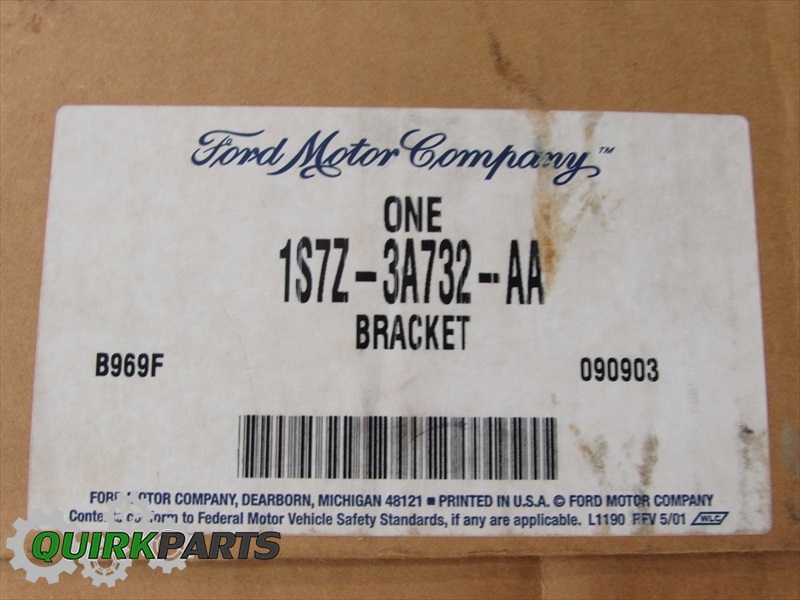 Ford Motor Company™
ONE
1S7Z-3A732-AA
BRACKET
B969F 090903
FORD MOTOR COMPANY, DEARBORN, MICHIGAN 48121 ■ PRINTED IN U.S.A. © FORD MOTOR COMPANY
to Federal Motor Vehicle Safety Standards, if any are applicable. L1190 REV 5/01 WLC
QUIRKPARTS